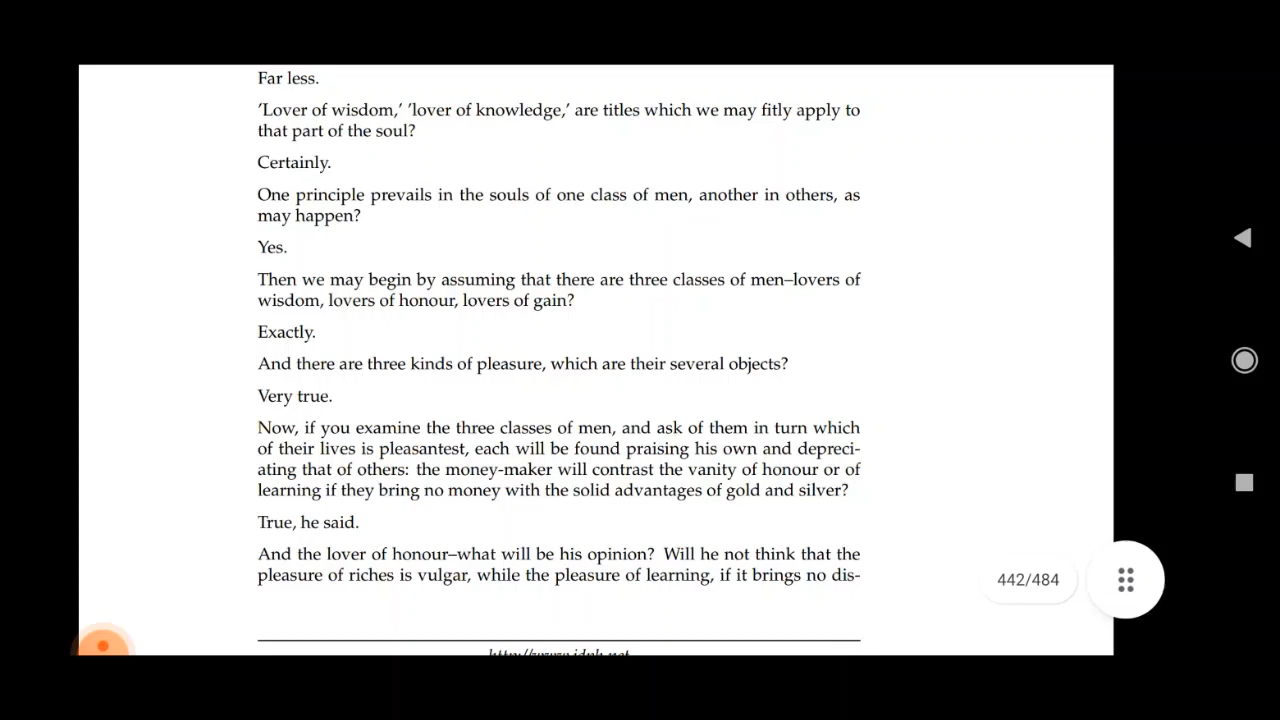 Far less.
'Lover of wisdom,' 'lover of knowledge,' are titles which we may fitly apply to
that part of the soul?
Certainly.
One principle prevails in the souls of one class of men, another in others, as
may happen?
Yes.
Then we may begin by assuming that there are three classes of men–lovers of
wisdom, lovers of honour, lovers of gain?
Exactly.
And there are three kinds of pleasure, which are their several objects?
Very true.
Now, if you examine the three classes of men, and ask of them in turn which
of their lives is pleasantest, each will be found praising his own and depreci-
ating that of others: the money-maker will contrast the vanity of honour or of
learning if they bring no money with the solid advantages of gold and silver?
True, he said.
And the lover of honour–what will be his opinion? Will he not think that the
pleasure of riches is vulgar, while the pleasure of learning, if it brings no dis-
442/484